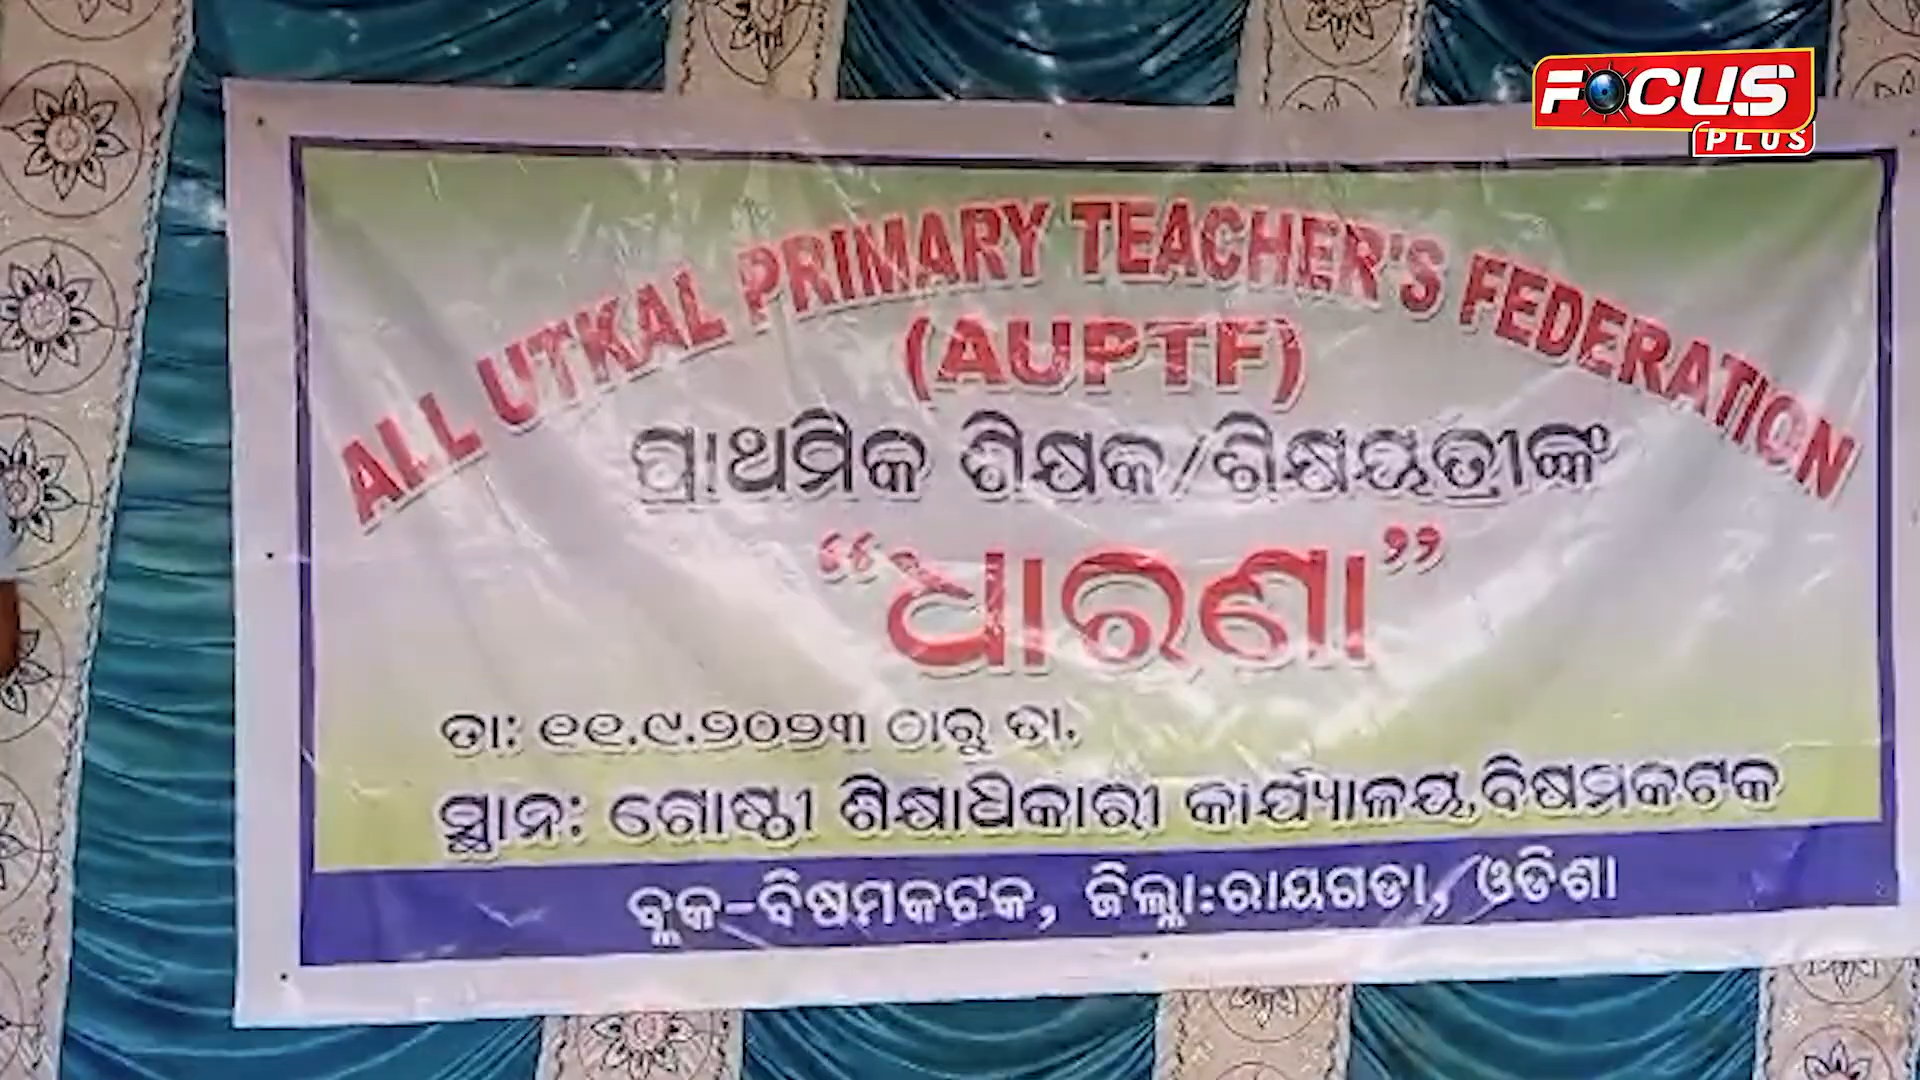 FOCUS
PLUS
ALL UTKAL PRIMARY TEACHER'S FEDERATION
(AUPTF)
ପ୍ରାଥମିକ ଶିକ୍ଷକ/ଶିକ୍ଷୟତ୍ରୀଙ୍କ
“ଧାରଣା”
ତା: ୧୧.୯.୨୦୨୩ ଠାରୁ ତା.
ସ୍ଥାନ: ଗୋଷ୍ଠୀ ଶିକ୍ଷାଧିକାରୀ କାର୍ଯ୍ୟାଳୟ,ବିଷମକଟକ
ବ୍ଲକ-ବିଷମକଟକ, ଜିଲ୍ଲା:ରାୟଗଡା, ଓଡିଶା